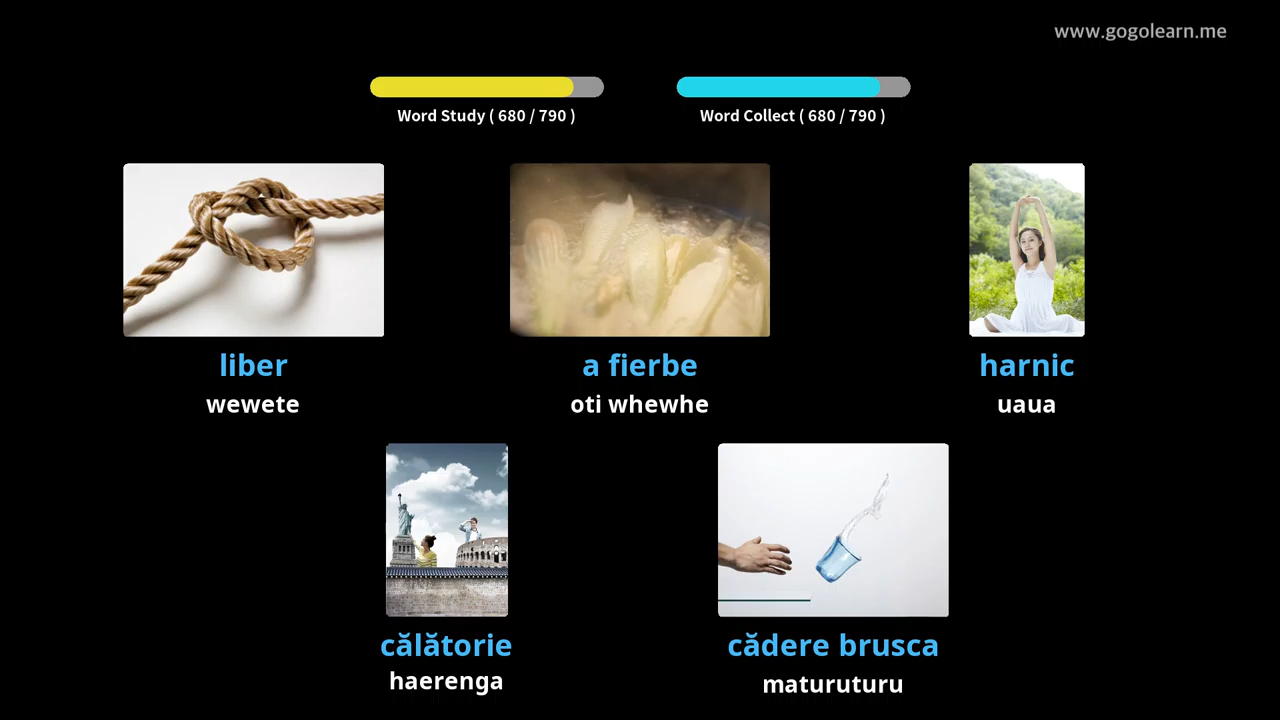 www.gogolearn.me
Word Study ( 680 / 790 )
Word Collect ( 680 / 790 )
liber
wewete
a fierbe
oti whewhe
harnic
uaua
călătorie
haerenga
cădere brusca
maturuturu